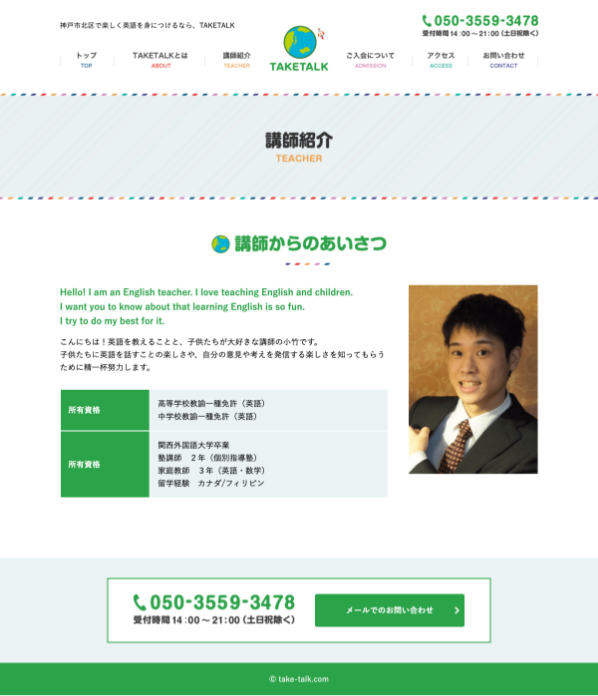 神戸市北区で楽しく英語を身につけるなら、TAKETALK
050-3559-3478
受付時間 14:00～21:00 (土日祝除く)
トップ
TOP
TAKETALKとは
ABOUT
講師紹介
TEACHER
TAKETALK
ご入会について
ADMISSION
アクセス
ACCESS
お問い合わせ
CONTACT
講師紹介
TEACHER
講師からのあいさつ
Hello! I am an English teacher. I love teaching English and children.
I want you to know about that learning English is so fun.
I try to do my best for it.
こんにちは！英語を教えることと、子供たちが大好きな講師の小竹です。
子供たちに英語を話すことの楽しさや、自分の意見や考えを発信する楽しさを知ってもらう
ために精一杯努力します。
所有資格
高等学校教諭一種免許（英語）
中学校教諭一種免許（英語）
所有資格
関西外国語大学卒業
塾講師　２年（個別指導塾）
家庭教師　３年（英語・数学）
留学経験　カナダ/フィリピン
050-3559-3478
受付時間 14:00～21:00 (土日祝除く)
メールでのお問い合わせ
© take-talk.com